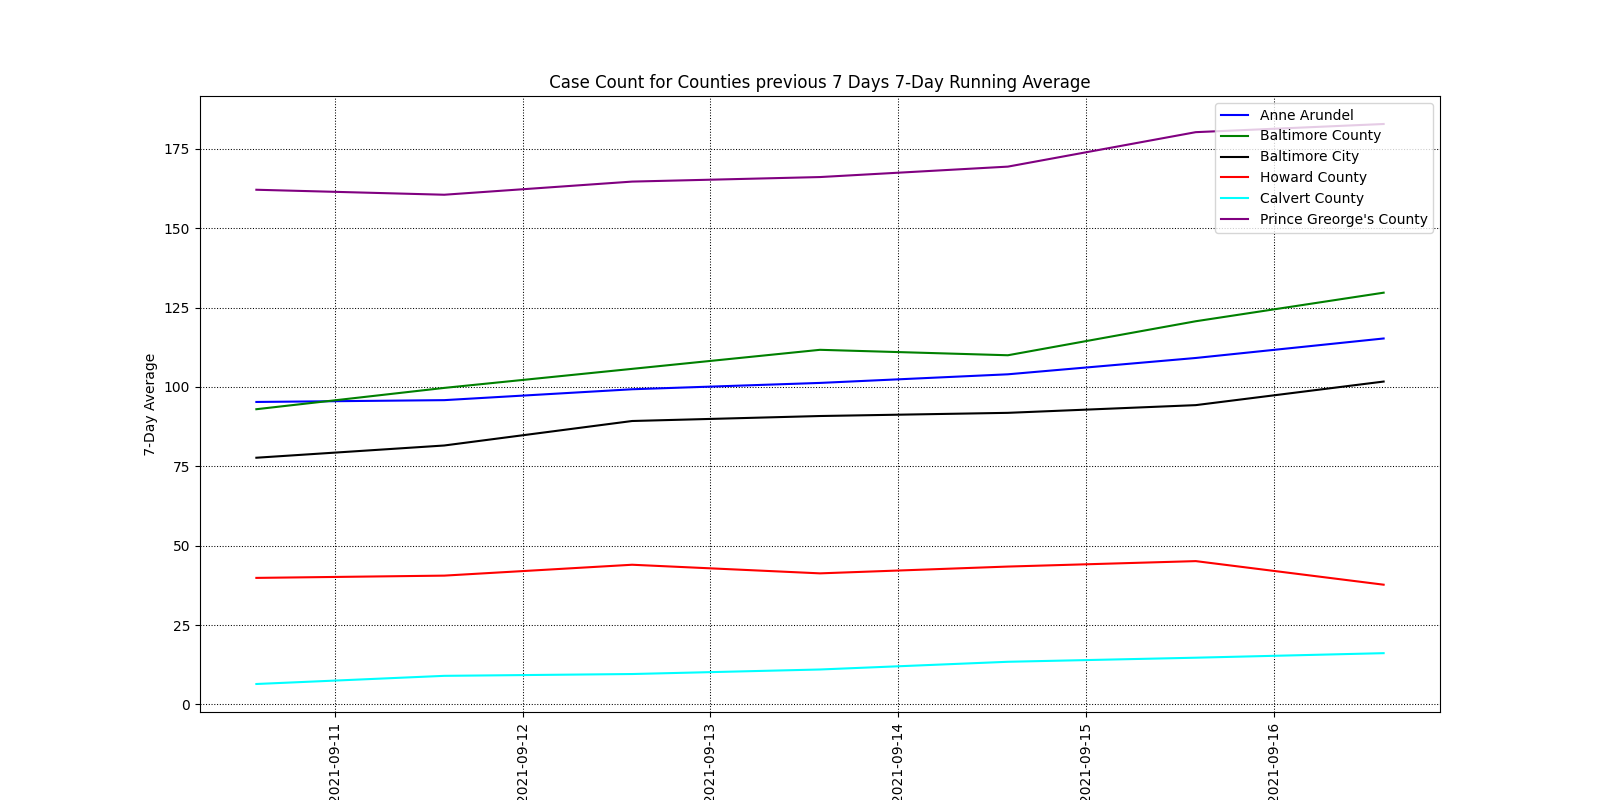 Case Count for Counties previous 7 Days 7-Day Running Average
Anne Arundel
Baltimore County
Baltimore City
Howard County
Calvert County
Prince Greorge's County
7-Day Average
175
150
125
100
75
50
25
0
2021-09-11
2021-09-12
2021-09-13
2021-09-14
2021-09-15
2021-09-16